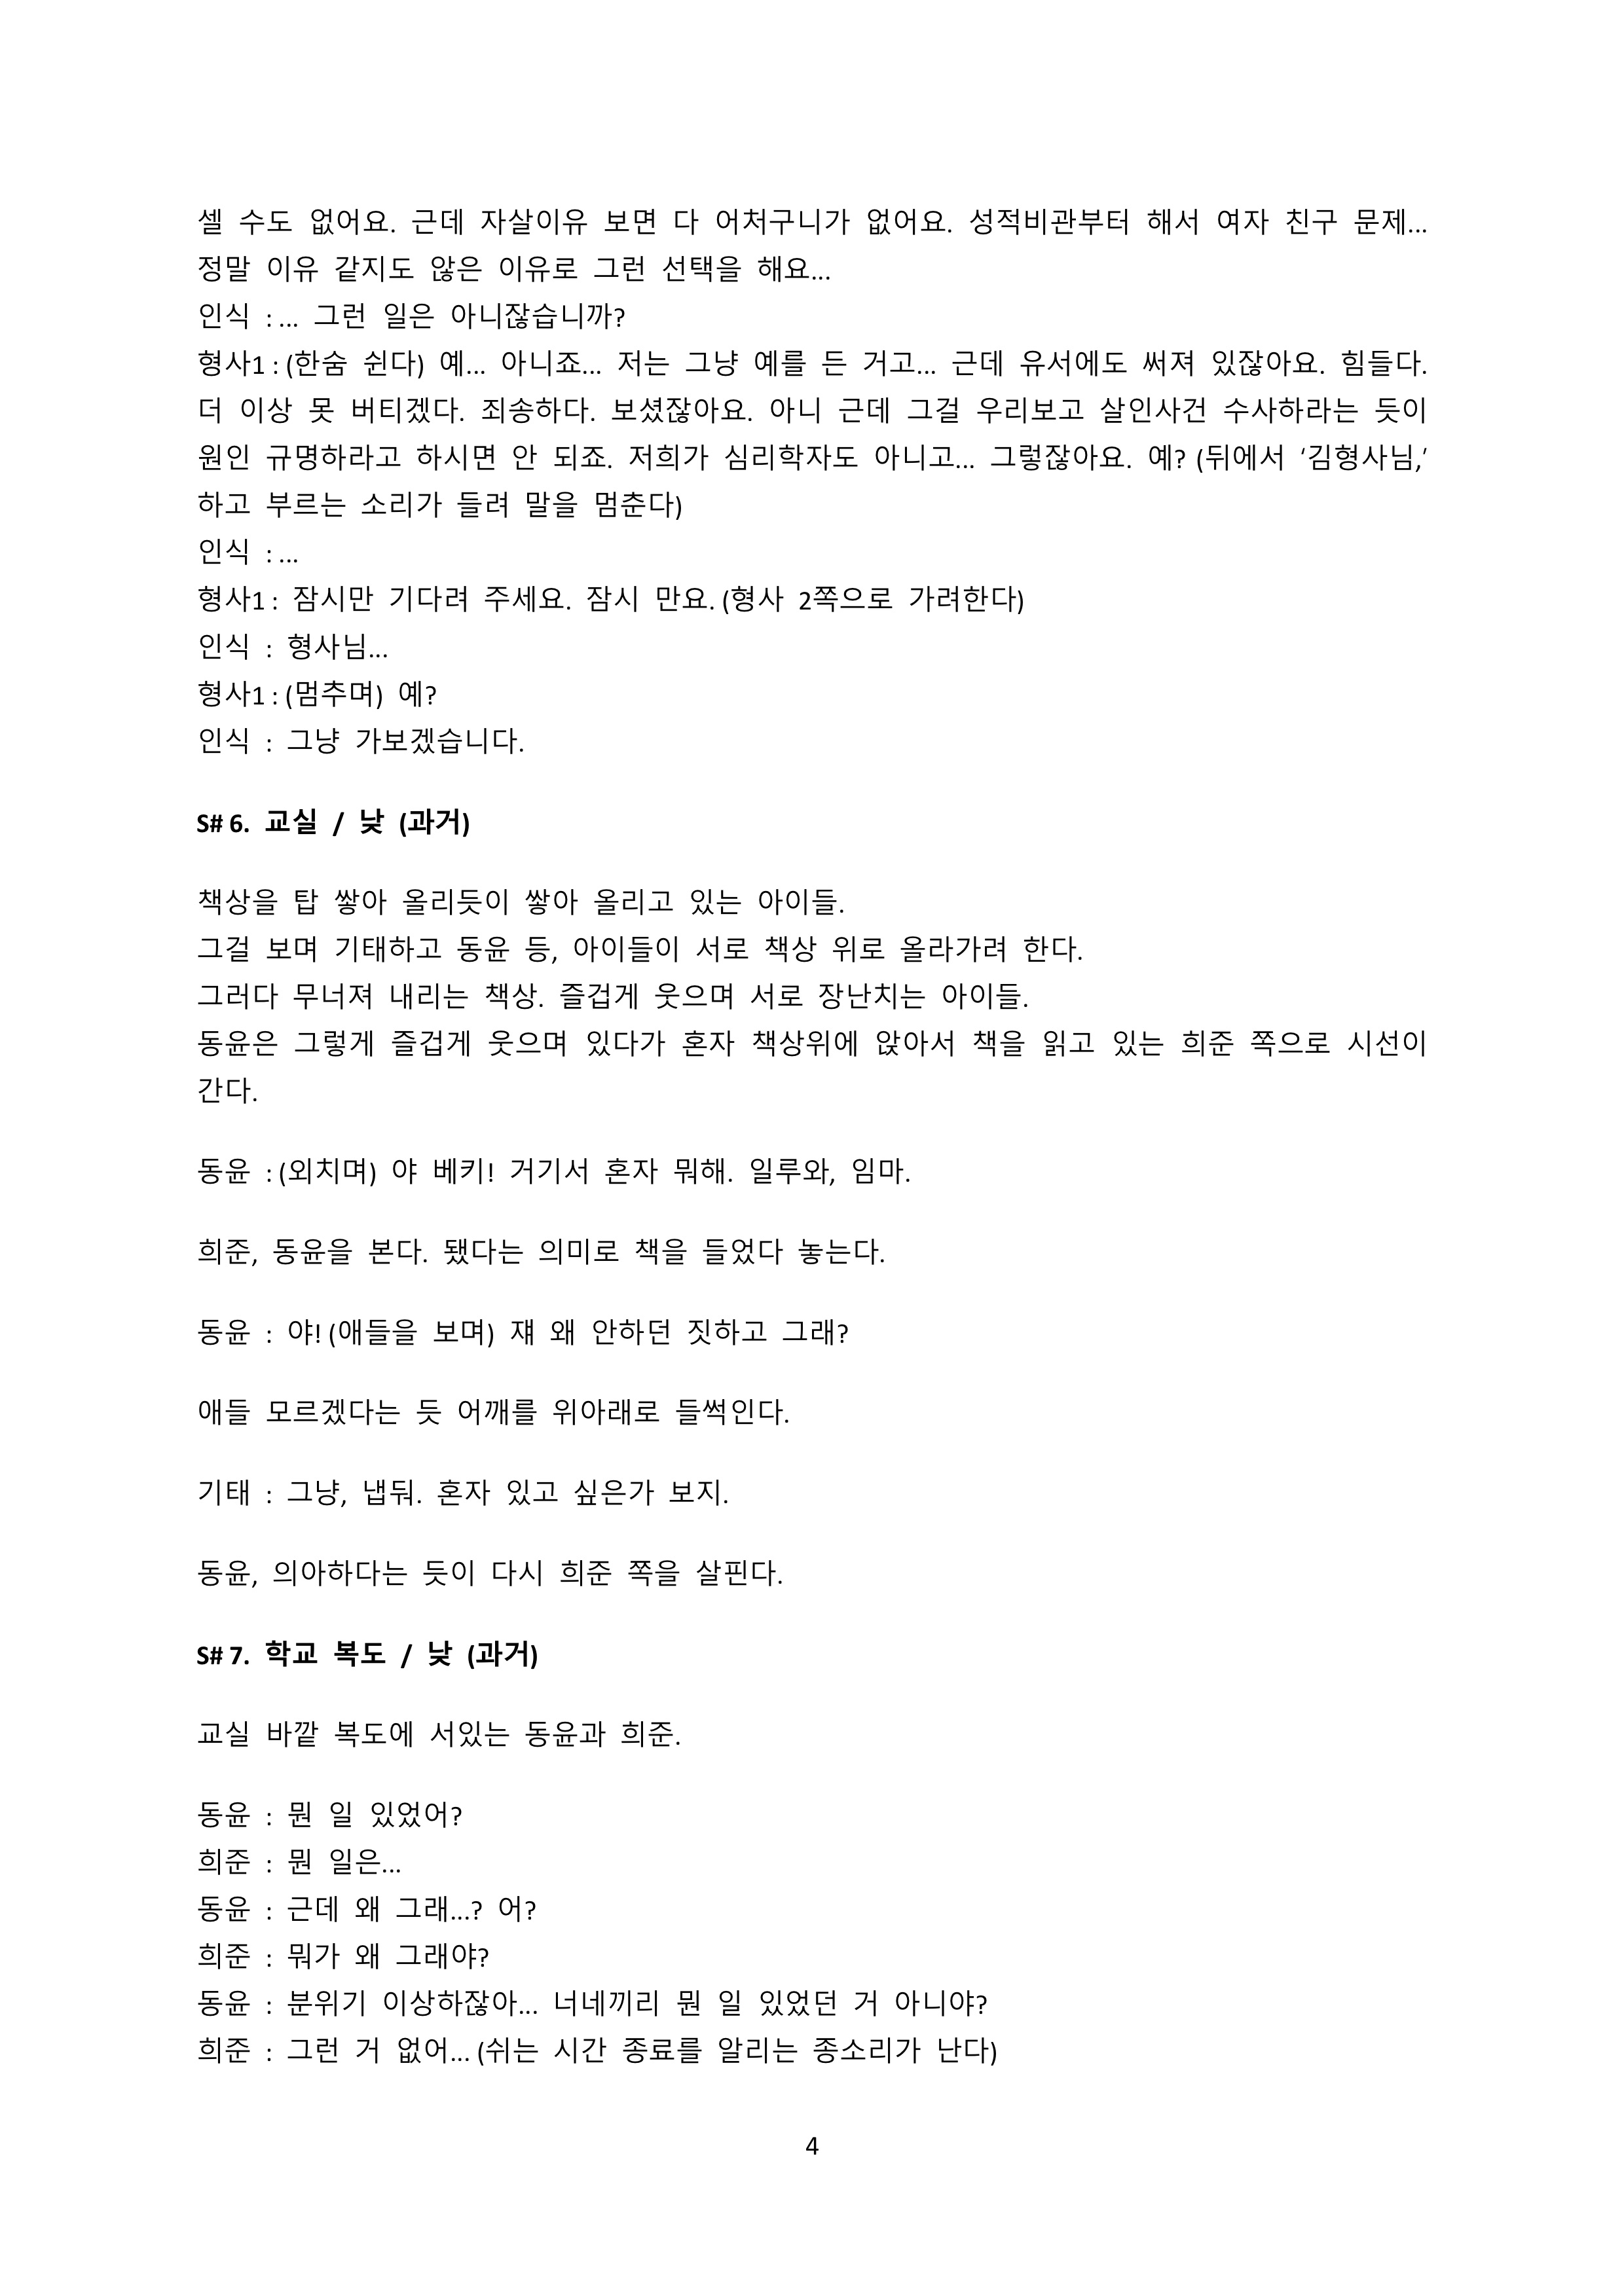 셀 수도 없어요. 근데 자살이유 보면 다 어처구니가 없어요. 성적비관부터 해서 여자 친구 문제...
정말 이유 같지도 않은 이유로 그런 선택을 해요...
인식 : ... 그런 일은 아니잖습니까?
형사1 : (한숨 쉰다) 예... 아니죠... 저는 그냥 예를 든 거고... 근데 유서에도 써져 있잖아요. 힘들다.
더 이상 못 버티겠다. 죄송하다. 보셨잖아요. 아니 근데 그걸 우리보고 살인사건 수사하라는 듯이
원인 규명하라고 하시면 안 되죠. 저희가 심리학자도 아니고... 그렇잖아요. 예? (뒤에서 ‘김형사님,’
하고 부르는 소리가 들려 말을 멈춘다)
인식 : ...
형사1 : 잠시만 기다려 주세요. 잠시 만요. (형사 2쪽으로 가려한다)
인식 : 형사님...
형사1 : (멈추며) 예?
인식 : 그냥 가보겠습니다.
S# 6. 교실 / 낮 (과거)
책상을 탑 쌓아 올리듯이 쌓아 올리고 있는 아이들.
그걸 보며 기태하고 동윤 등, 아이들이 서로 책상 위로 올라가려 한다.
그러다 무너져 내리는 책상. 즐겁게 웃으며 서로 장난치는 아이들.
동윤은 그렇게 즐겁게 웃으며 있다가 혼자 책상위에 앉아서 책을 읽고 있는 희준 쪽으로 시선이
간다.
동윤 : (외치며) 야 베키! 거기서 혼자 뭐해. 일루와, 임마.
희준, 동윤을 본다. 됐다는 의미로 책을 들었다 놓는다.
동윤 : 야! (애들을 보며) 쟤 왜 안하던 짓하고 그래?
애들 모르겠다는 듯 어깨를 위아래로 들썩인다.
기태 : 그냥, 냅둬. 혼자 있고 싶은가 보지.
동윤, 의아하다는 듯이 다시 희준 쪽을 살핀다.
S# 7. 학교 복도 / 낮 (과거)
교실 바깥 복도에 서있는 동윤과 희준.
동윤 : 뭔 일 있었어?
희준 : 뭔 일은...
동윤 : 근데 왜 그래...? 어?
희준 : 뭐가 왜 그래야?
동윤 : 분위기 이상하잖아... 너네끼리 뭔 일 있었던 거 아니야?
희준 : 그런 거 없어... (쉬는 시간 종료를 알리는 종소리가 난다)
4